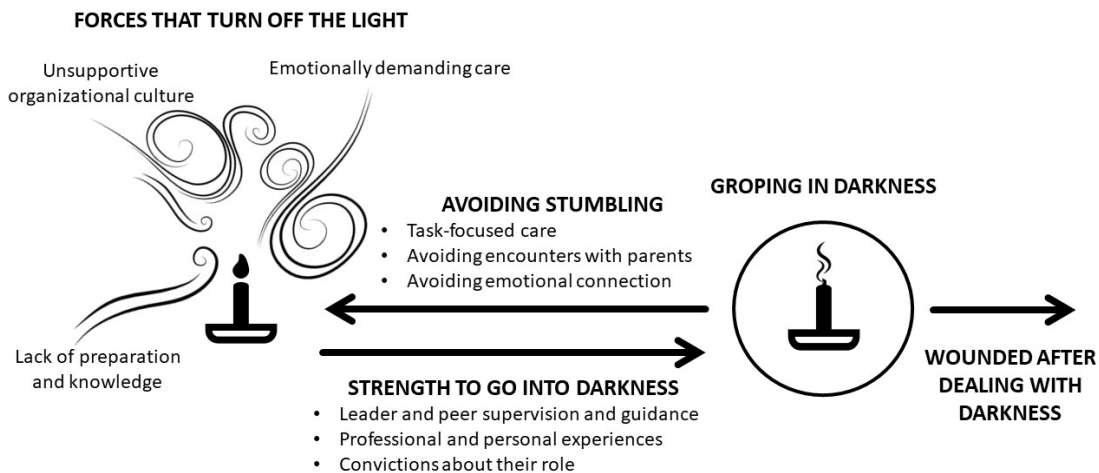 FORCES THAT TURN OFF THE LIGHT
Unsupportive
organizational culture
Emotionally demanding care
Lack of preparation
and knowledge
AVOIDING STUMBLING
• Task-focused care
• Avoiding encounters with parents
• Avoiding emotional connection
STRENGTH TO GO INTO DARKNESS
• Leader and peer supervision and guidance
• Professional and personal experiences
• Convictions about their role
GROPING IN DARKNESS
WOUNDED AFTER
DEALING WITH
DARKNESS